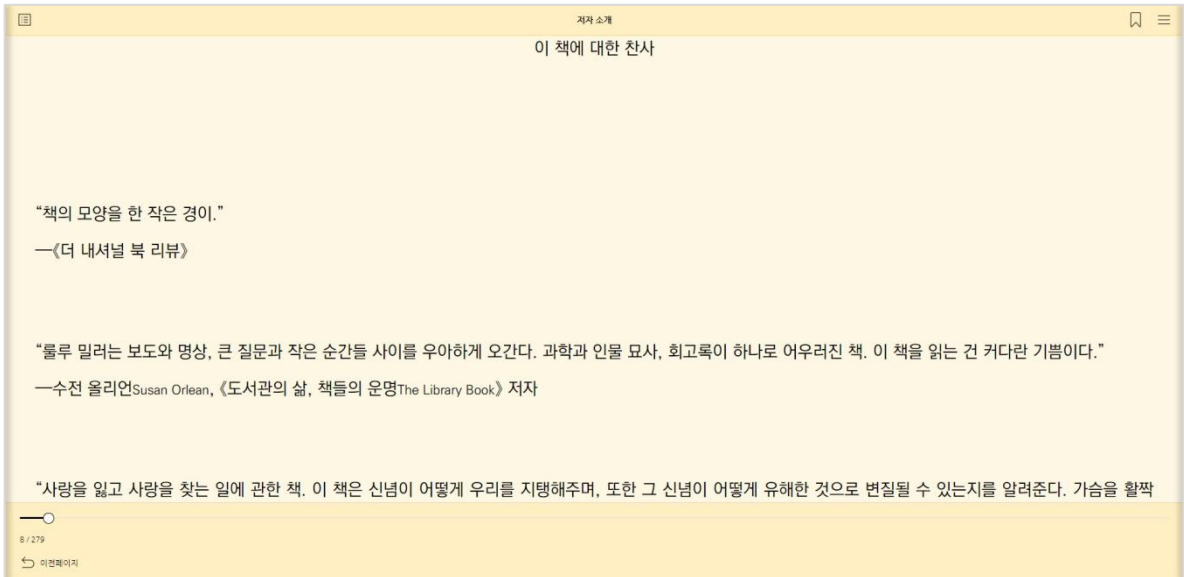 저자 소개
이 책에 대한 찬사
“책의 모양을 한 작은 경이.”
—《더 내셔널 북 리뷰》
“룰루 밀러는 보도와 명상, 큰 질문과 작은 순간들 사이를 우아하게 오간다. 과학과 인물 묘사, 회고록이 하나로 어우러진 책. 이 책을 읽는 건 커다란 기쁨이다.”
—수전 올리언Susan Orlean, 《도서관의 삶, 책들의 운명The Library Book》 저자
“사랑을 잃고 사랑을 찾는 일에 관한 책. 이 책은 신념이 어떻게 우리를 지탱해주며, 또한 그 신념이 어떻게 유해한 것으로 변질될 수 있는지를 알려준다. 가슴을 활짝
8 / 279
이전페이지